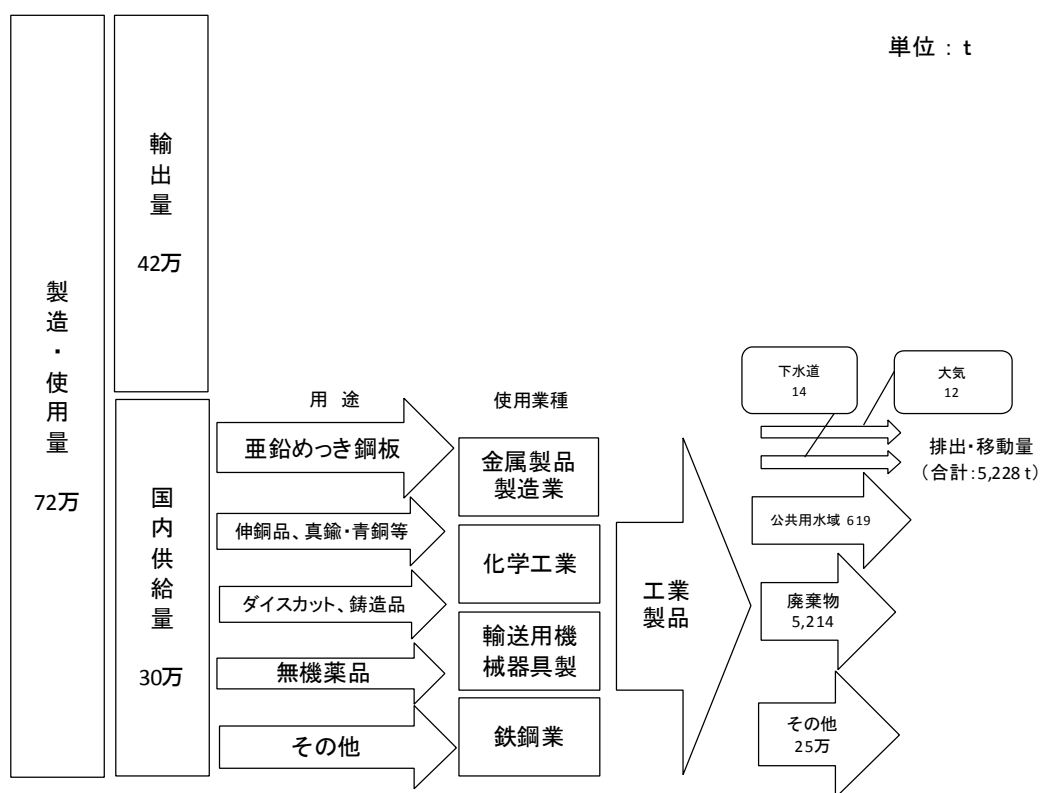 単位：t
製造・使用量
72万
輸出量
42万
国内供給量
30万
用　途
亜鉛めっき鋼板
伸銅品、真鍮・青銅等
ダイスカット、鋳造品
無機薬品
その他
使用業種
金属製品
製造業
化学工業
輸送用機
械器具製
鉄鋼業
工業
製品
下水道
14
大気
12
排出・移動量
（合計：5,228 t）
公共用水域 619
廃棄物
5,214
その他
25万